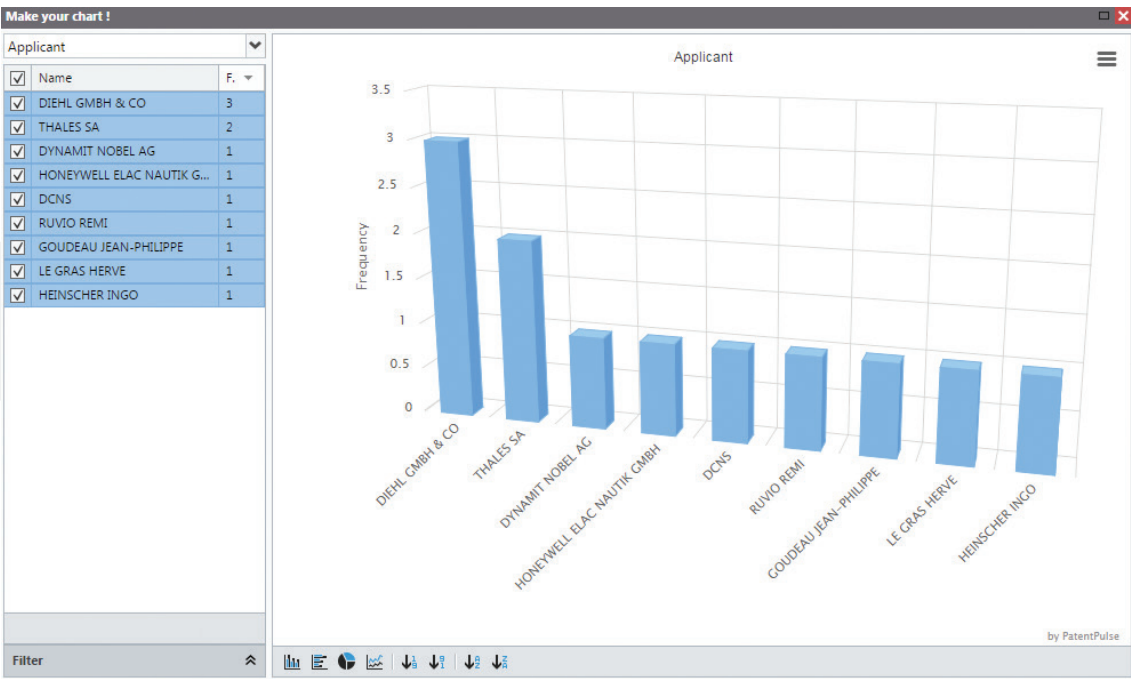 Make your chart !
Applicant
Name F.
DIEHL GMBH & CO 3
THALES SA 2
DYNAMIT NOBEL AG 1
HONEYWELL ELAC NAUTIK G... 1
DCNS 1
RUVIO REMI 1
GOUDEAU JEAN-PHILIPPE 1
LE GRAS HERVE 1
HEINSCHER INGO 1
Filter
Applicant
Frequency
3.5
3
2.5
2
1.5
1
0.5
0
DIEHL GMBH & CO
THALES SA
DYNAMIT NOBEL AG
HONEYWELL ELAC NAUTIK GMBH
DCNS
RUVIO REMI
GOUDEAU JEAN-PHILIPPE
LE GRAS HERVE
HEINSCHER INGO
by PatentPulse